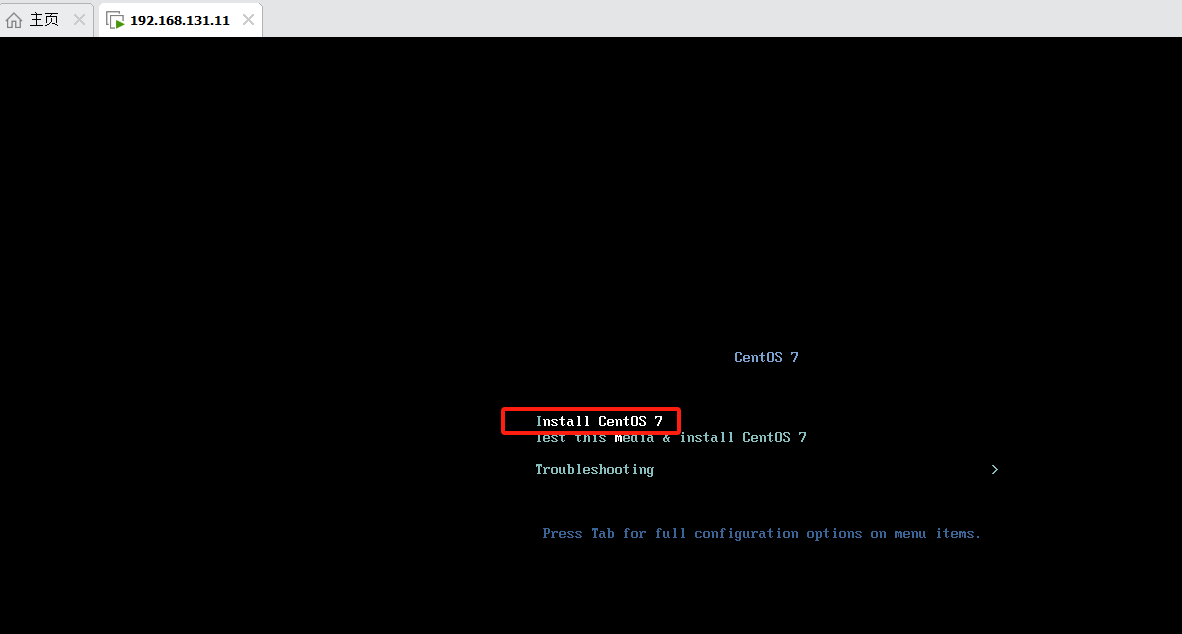 主页
192.168.131.11
CentOS 7
Install CentOS 7
Test this media & install CentOS 7
Troubleshooting >
Press Tab for full configuration options on menu items.